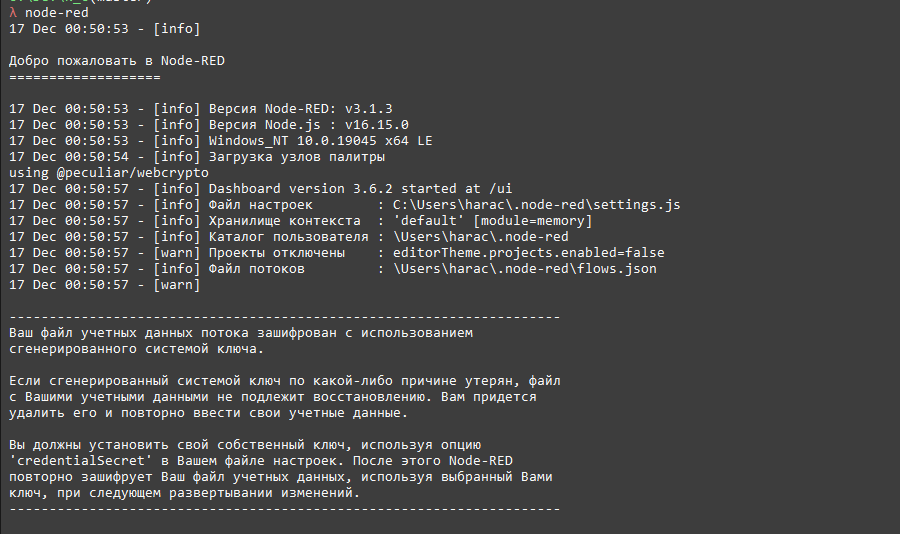 λ node-red
17 Dec 00:50:53 - [info]
Добро пожаловать в Node-RED
===================
17 Dec 00:50:53 - [info] Версия Node-RED: v3.1.3
17 Dec 00:50:53 - [info] Версия Node.js : v16.15.0
17 Dec 00:50:53 - [info] Windows_NT 10.0.19045 x64 LE
17 Dec 00:50:54 - [info] Загрузка узлов палитры
using @peculiar/webcrypto
17 Dec 00:50:57 - [info] Dashboard version 3.6.2 started at /ui
17 Dec 00:50:57 - [info] Файл настроек        : C:\Users\harac\.node-red\settings.js
17 Dec 00:50:57 - [info] Хранилище контекста  : 'default' [module=memory]
17 Dec 00:50:57 - [info] Каталог пользователя : \Users\harac\.node-red
17 Dec 00:50:57 - [warn] Проекты отключены    : editorTheme.projects.enabled=false
17 Dec 00:50:57 - [info] Файл потоков         : \Users\harac\.node-red\flows.json
17 Dec 00:50:57 - [warn]
---------------------------------------------------------------------
Ваш файл учетных данных потока зашифрован с использованием
сгенерированного системой ключа.
Если сгенерированный системой ключ по какой-либо причине утерян, файл
с Вашими учетными данными не подлежит восстановлению. Вам придется
удалить его и повторно ввести свои учетные данные.
Вы должны установить свой собственный ключ, используя опцию
'credentialSecret' в Вашем файле настроек. После этого Node-RED
повторно зашифрует Ваш файл учетных данных, используя выбранный Вами
ключ, при следующем развертывании изменений.
---------------------------------------------------------------------